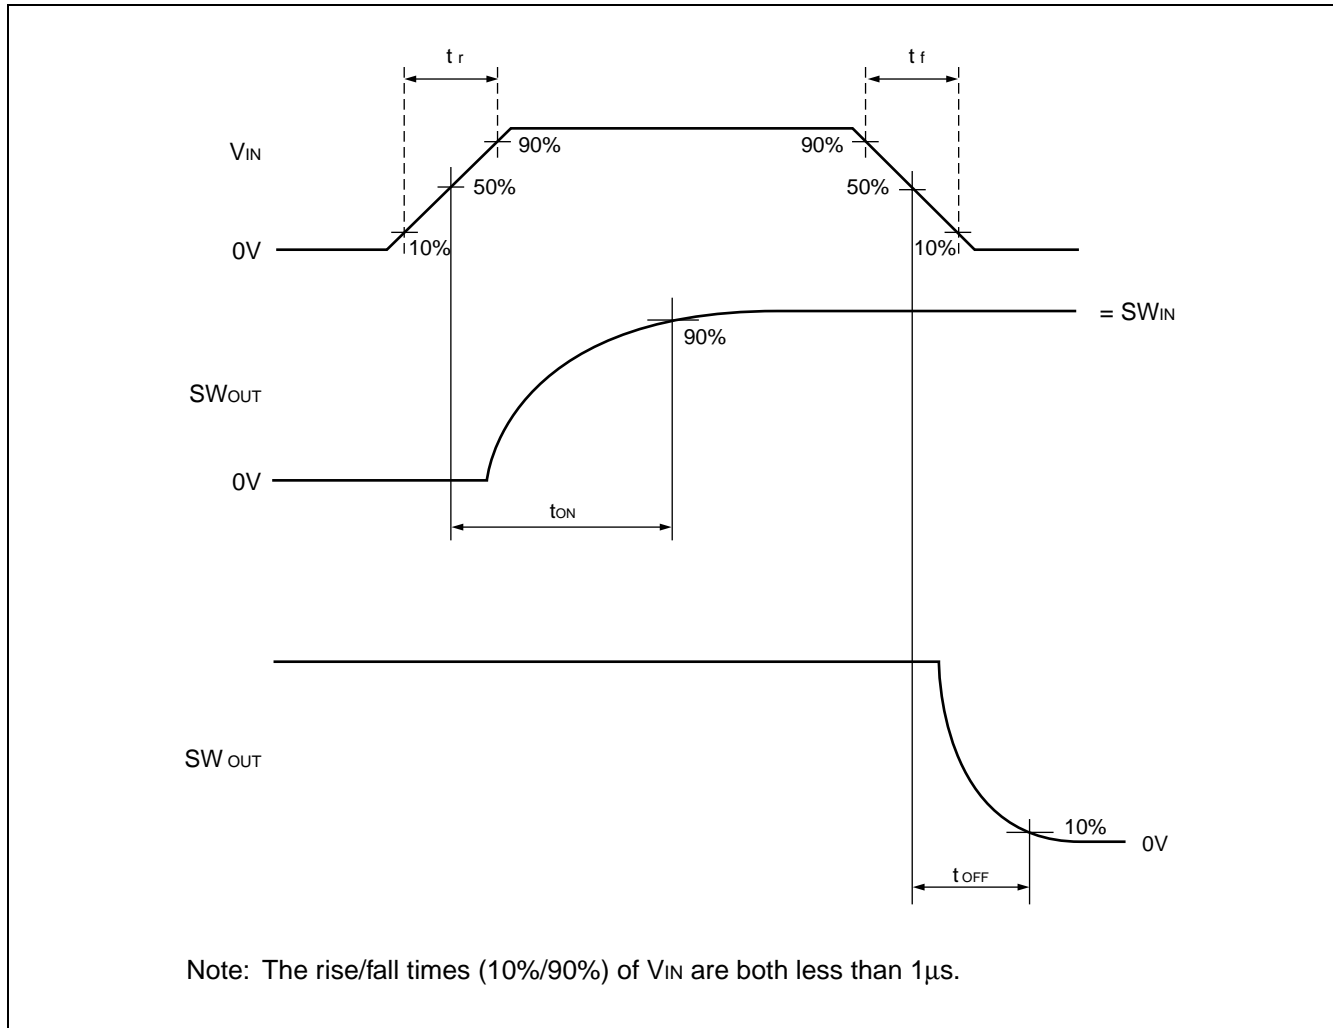 t r
t f
90%
90%
VIN
50%
50%
10%
10%
0V
= SWIN
90%
SWOUT
0V
tON
SW OUT
10%
0V
t OFF
Note: The rise/fall times (10%/90%) of VIN are both less than 1μs.